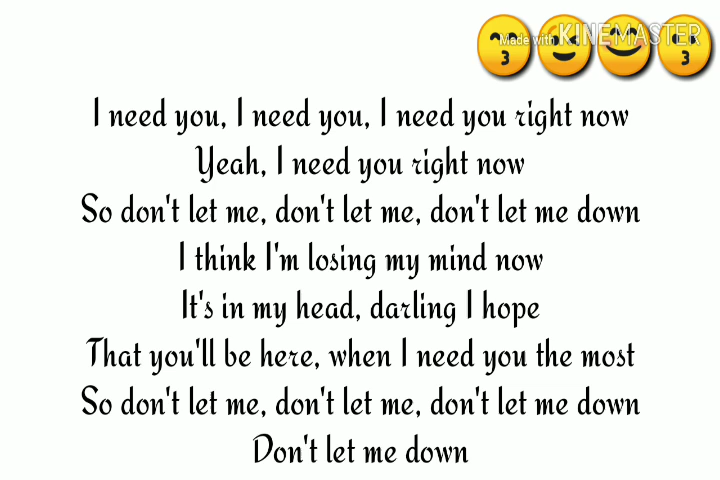 Made with KINEMASTER
I need you, I need you, I need you right now
Yeah, I need you right now
So don't let me, don't let me, don't let me down
I think I'm losing my mind now
It's in my head, darling I hope
That you'll be here, when I need you the most
So don't let me, don't let me, don't let me down
Don't let me down